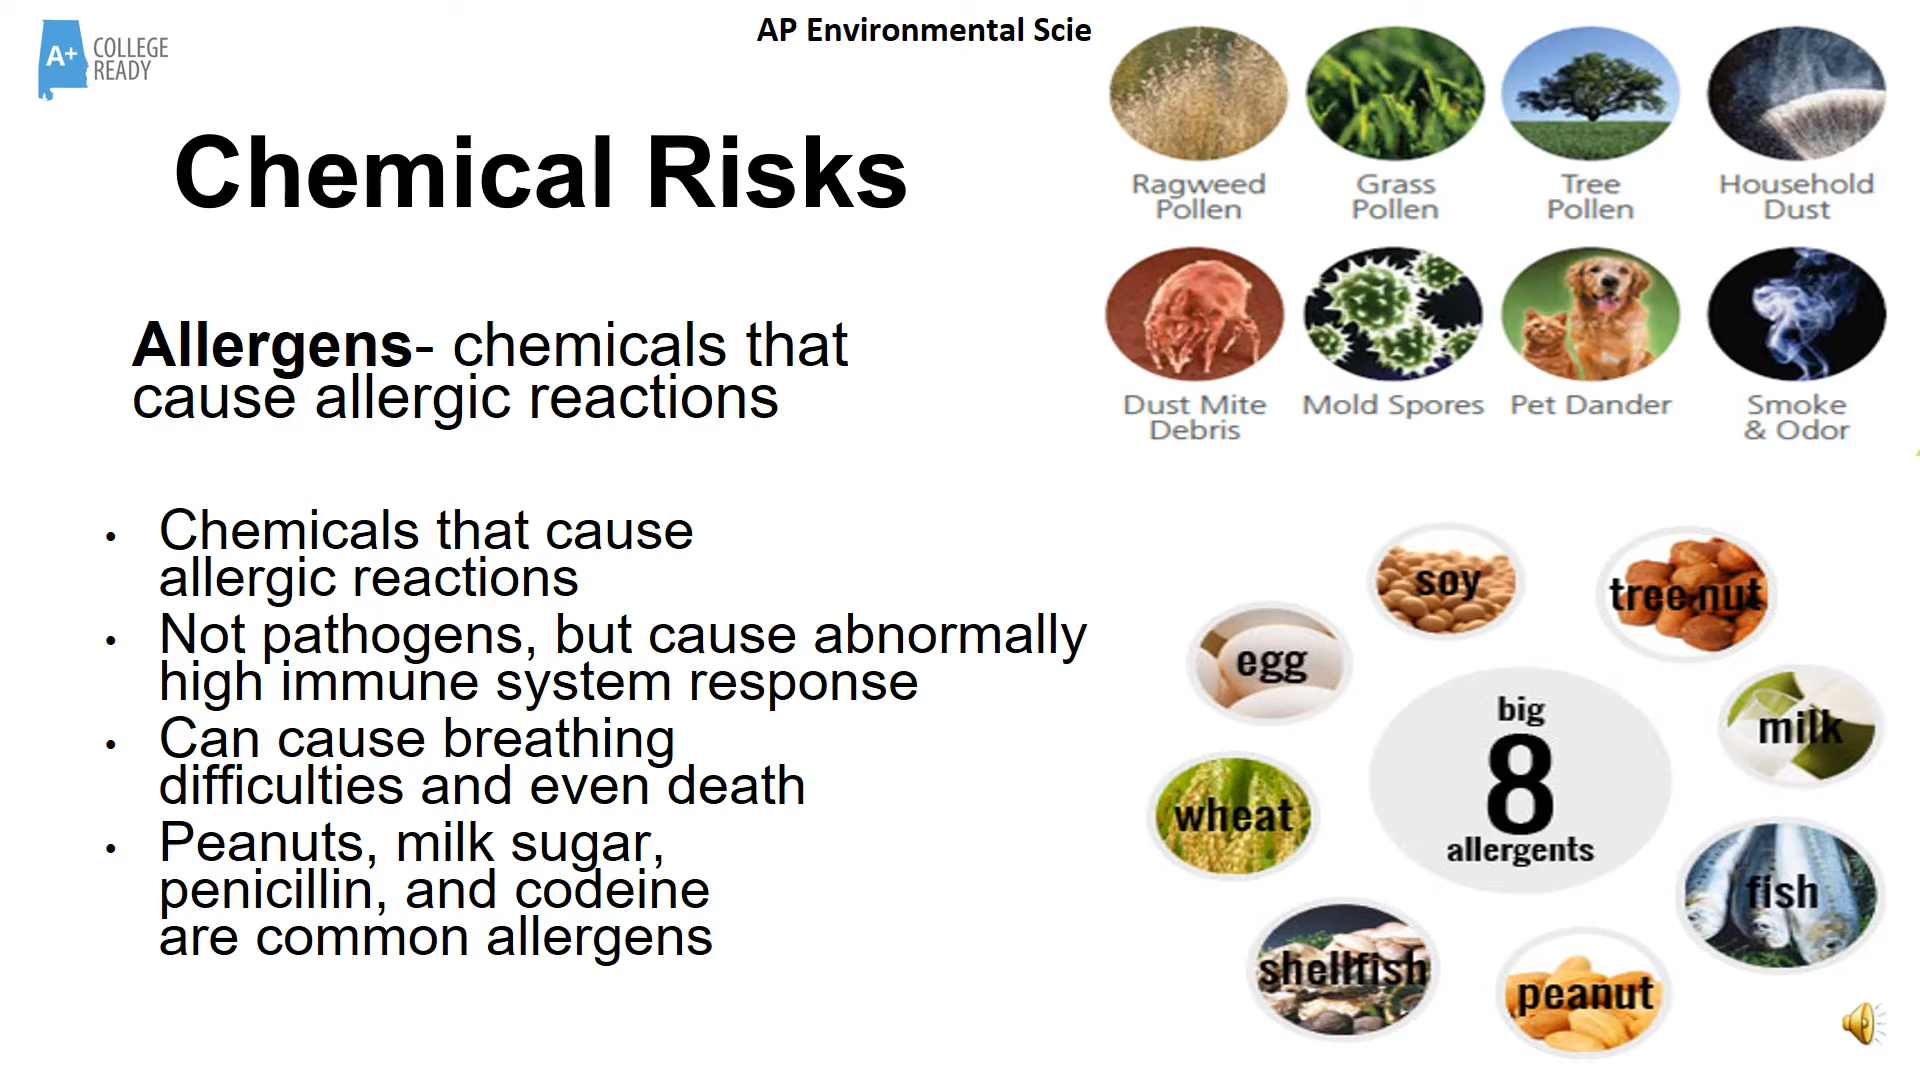 A+ COLLEGE
READY
AP Environmental Scie
Chemical Risks
Allergens- chemicals that
cause allergic reactions
• Chemicals that cause
allergic reactions
• Not pathogens, but cause abnormally
high immune system response
• Can cause breathing
difficulties and even death
• Peanuts, milk sugar,
penicillin, and codeine
are common allergens
Ragweed
Pollen
Grass
Pollen
Tree
Pollen
Household
Dust
Dust Mite
Debris
Mold Spores
Pet Dander
Smoke
& Odor
soy
tree nut
egg
milk
big
8
allergents
wheat
fish
shellfish
peanut